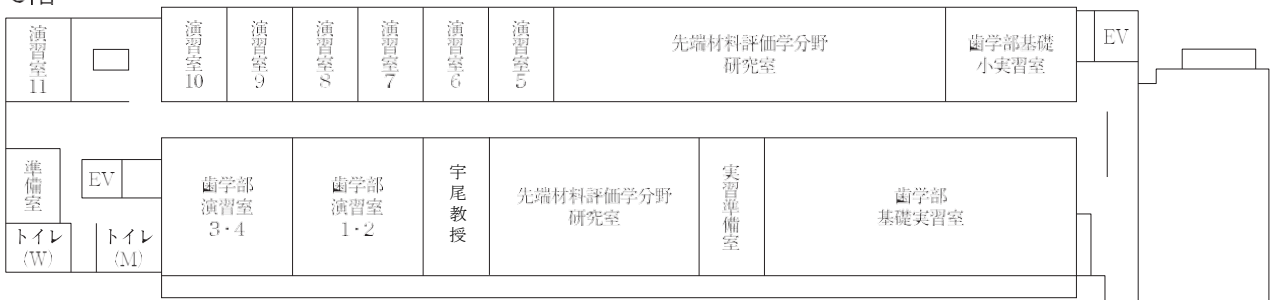 演習室11
演習室10
演習室9
演習室8
演習室7
演習室6
演習室5
先端材料評価学分野
研究室
歯学部基礎
小実習室
EV
準備室
EV
歯学部
演習室
3・4
歯学部
演習室
1・2
宇尾教授
先端材料評価学分野
研究室
実習準備室
歯学部
基礎実習室
トイレ
(W)
トイレ
(M)